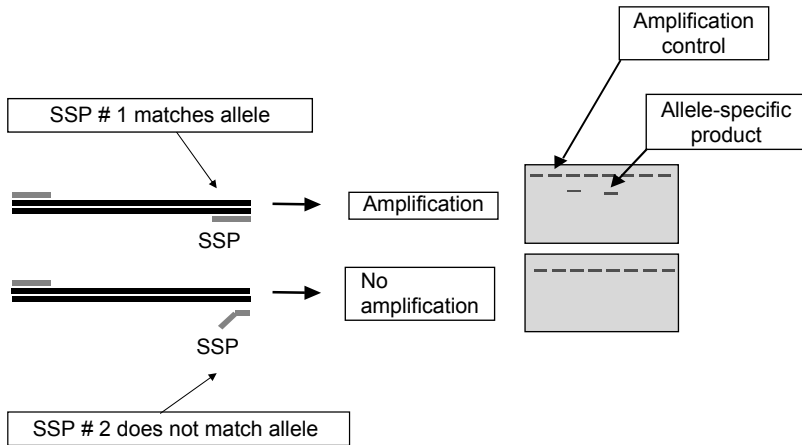 Amplification
control
SSP # 1 matches allele
Allele-specific
product
Amplification
SSP
No
amplification
SSP
SSP # 2 does not match allele